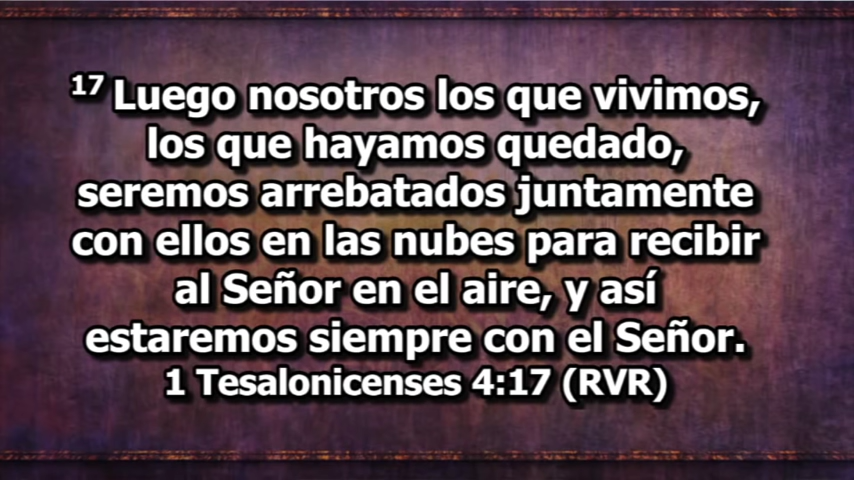 17 Luego nosotros los que vivimos,
los que hayamos quedado,
seremos arrebatados juntamente
con ellos en las nubes para recibir
al Señor en el aire, y así
estaremos siempre con el Señor.
1 Tesalonicenses 4:17 (RVR)